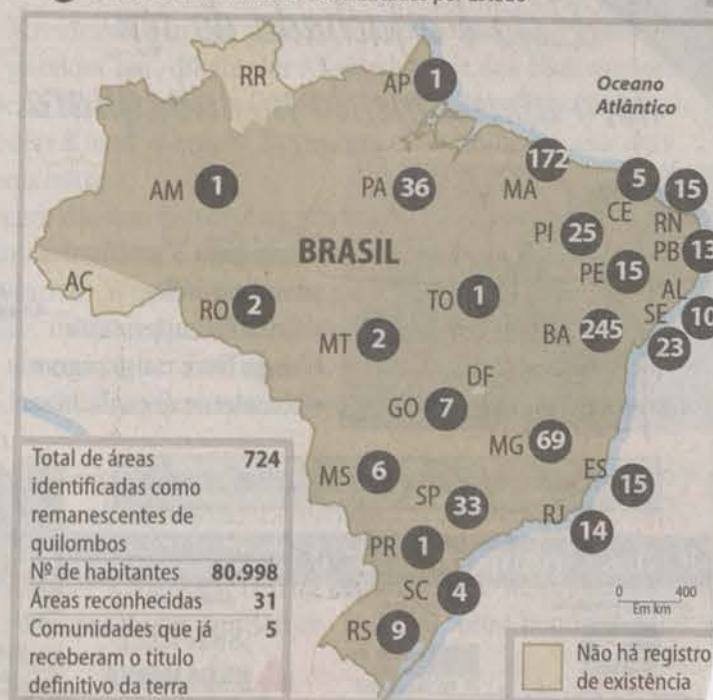 RR
AP 1
Oceano
Atlântico
AM 1
PA 36
172
MA
5
CE
15
RN
PI 25
PB 13
PE 15
AL
10
SE
23
AC
BRASIL
RO 2
TO 1
MT 2
BA 245
DF
GO 7
MG 69
ES
15
MS 6
SP 33
RJ
14
PR 1
SC 4
RS 9
0 400
Em km
Total de áreas 724
identificadas como
remanescentes de
quilombos
Nº de habitantes 80.998
Áreas reconhecidas 31
Comunidades que já 5
receberam o titulo
definitivo da terra
Não há registro
de existência